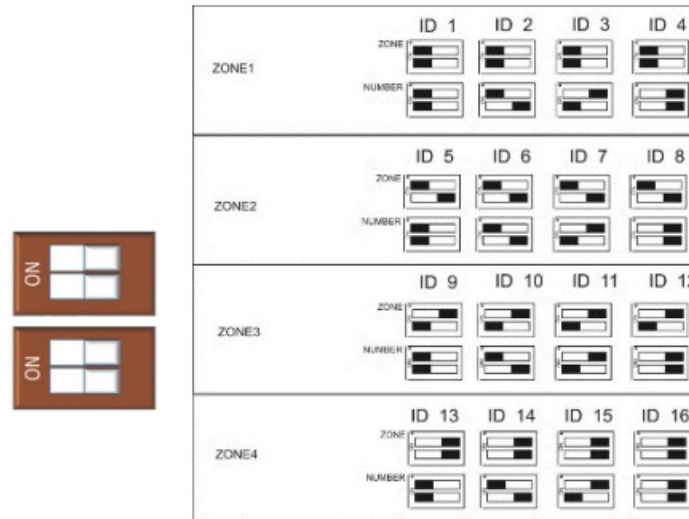 ID 1 ID 2 ID 3 ID 4
ZONE
ZONE1
NUMBER
ID 5 ID 6 ID 7 ID 8
ZONE
ZONE2
NUMBER
ID 9 ID 10 ID 11 ID 12
ZONE
ZONE3
NUMBER
ID 13 ID 14 ID 15 ID 16
ZONE
ZONE4
NUMBER
ON
ON